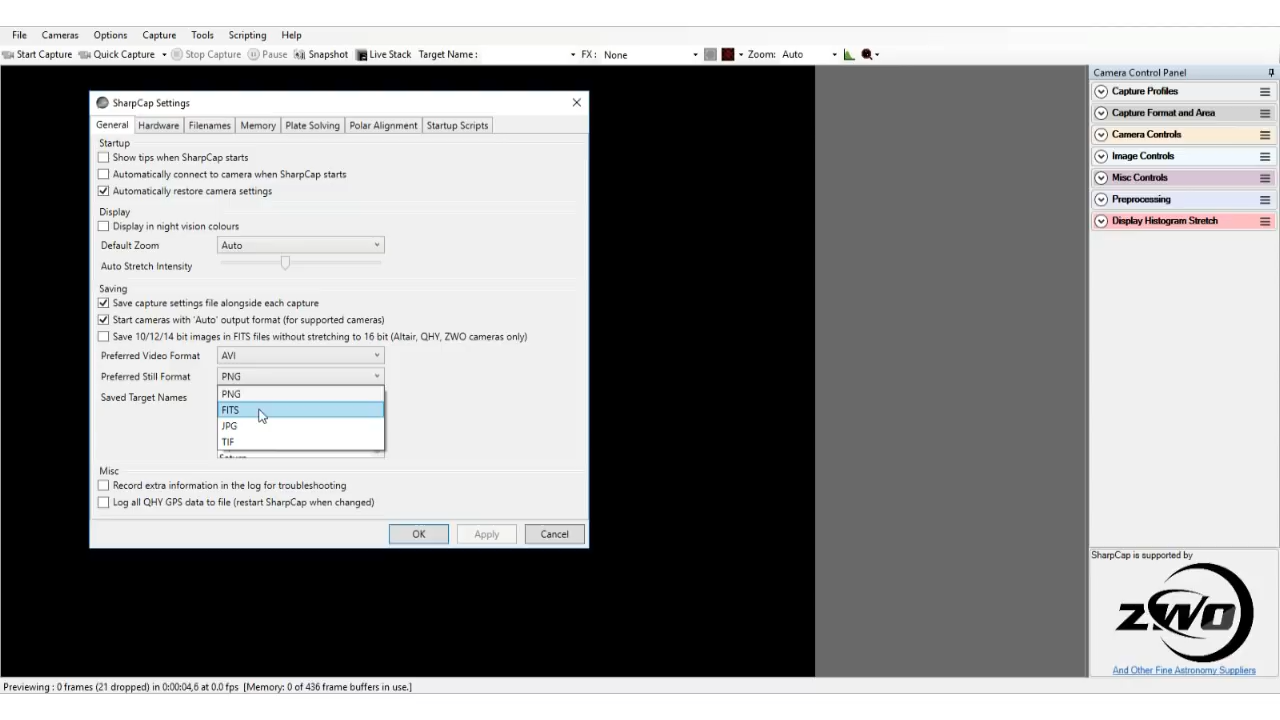 File Cameras Options Capture Tools Scripting Help
Start Capture Quick Capture Stop Capture Pause Snapshot Live Stack Target Name : FX : None Zoom: Auto
Camera Control Panel
Capture Profiles
Capture Format and Area
Camera Controls
Image Controls
Misc Controls
Preprocessing
Display Histogram Stretch
SharpCap Settings
General Hardware Filenames Memory Plate Solving Polar Alignment Startup Scripts
Startup
Show tips when SharpCap starts
Automatically connect to camera when SharpCap starts
Automatically restore camera settings
Display
Display in night vision colours
Default Zoom Auto
Auto Stretch Intensity
Saving
Save capture settings file alongside each capture
Start cameras with 'Auto' output format (for supported cameras)
Save 10/12/14 bit images in FITS files without stretching to 16 bit (Altair, QHY, ZWO cameras only)
Preferred Video Format AVI
Preferred Still Format PNG
Saved Target Names
PNG
FITS
JPG
TIF
Misc
Record extra information in the log for troubleshooting
Log all QHY GPS data to file (restart SharpCap when changed)
OK Apply Cancel
SharpCap is supported by
ZWO
And Other Fine Astronomy Suppliers
Previewing : 0 frames (21 dropped) in 0:00:04,6 at 0.0 fps [Memory: 0 of 436 frame buffers in use.]